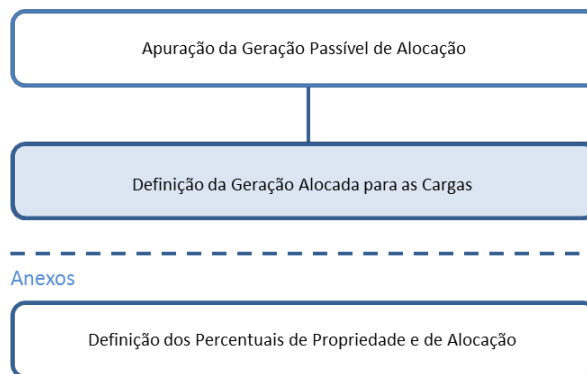 Apuração da Geração Passível de Alocação
Definição da Geração Alocada para as Cargas
Anexos
Definição dos Percentuais de Propriedade e de Alocação